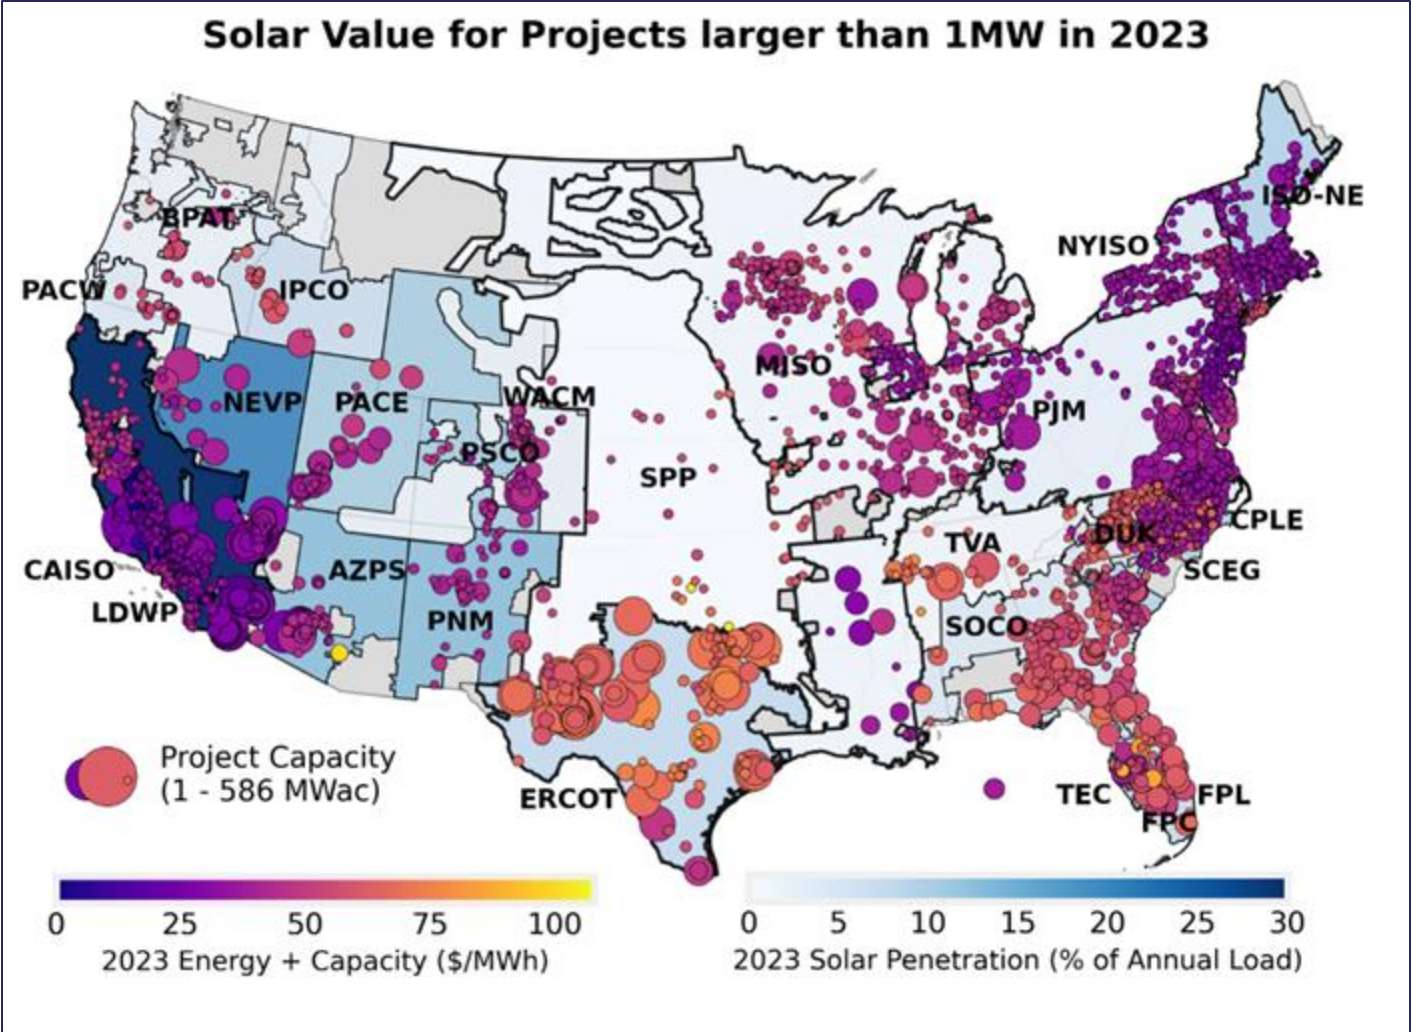 Solar Value for Projects larger than 1MW in 2023
ISO-NE
BPAT
NYISO
PACW
IPCO
MISO
NEVP
PACE
WACM
PJM
PSCO
SPP
CPLE
DUK
TVA
CAISO
AZPS
SCEG
LDWP
PNM
SOCO
Project Capacity
(1 - 586 MWac)
ERCOT
TEC
FPL
FPC
0 25 50 75 100
2023 Energy + Capacity ($/MWh)
0 5 10 15 20 25 30
2023 Solar Penetration (% of Annual Load)